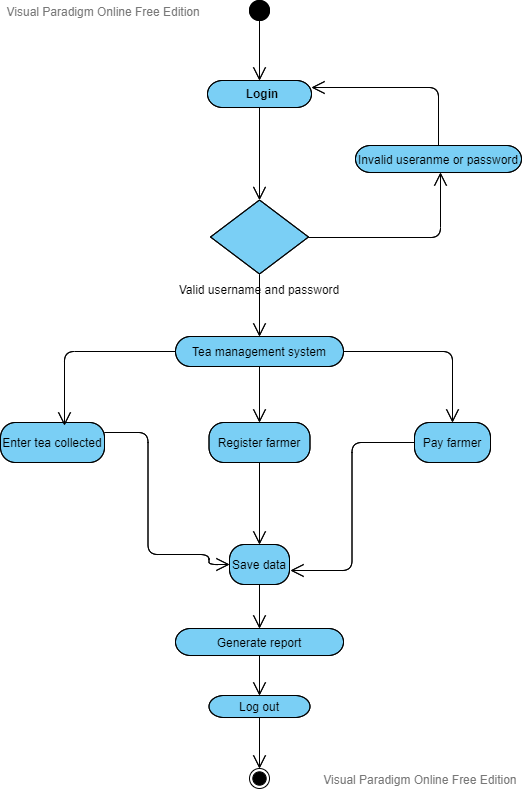 Visual Paradigm Online Free Edition
Login
Invalid useranme or password
Valid username and password
Tea management system
Enter tea collected
Register farmer
Pay farmer
Save data
Generate report
Log out
Visual Paradigm Online Free Edition